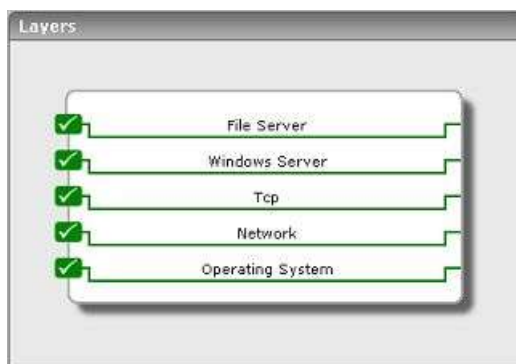 Layers
File Server
Windows Server
Tcp
Network
Operating System